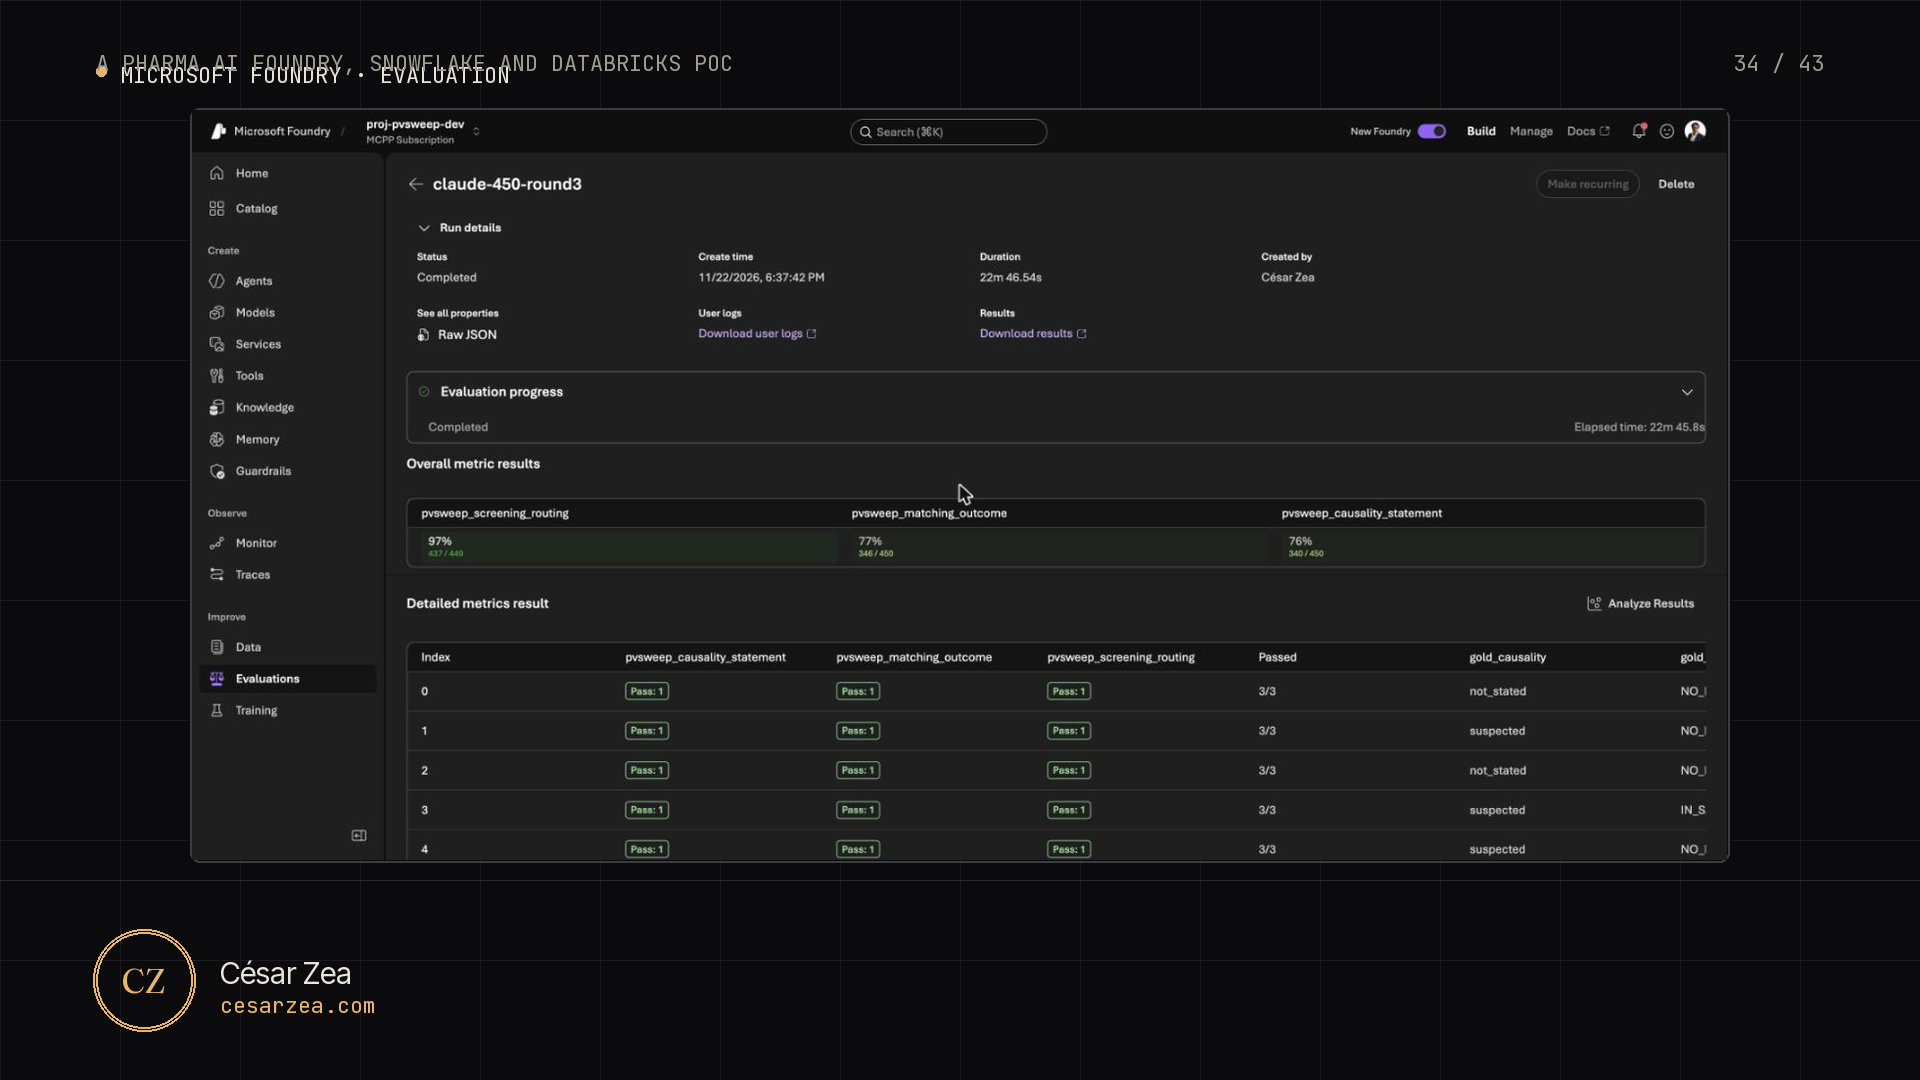 A PHARMA AI FOUNDRY, SNOWFLAKE AND DATABRICKS POC
34 / 43
MICROSOFT FOUNDRY · EVALUATION
Microsoft Foundry /
proj-pvsweep-dev
MCPP Subscription
Search (⌘K)
New Foundry
Build
Manage
Docs
Home
Catalog
Create
Agents
Models
Services
Tools
Knowledge
Memory
Guardrails
Observe
Monitor
Traces
Improve
Data
Evaluations
Training
claude-450-round3
Make recurring
Delete
Run details
Status
Create time
Duration
Created by
Completed
11/22/2026, 6:37:42 PM
22m 46.54s
César Zea
See all properties
User logs
Results
Raw JSON
Download user logs
Download results
Evaluation progress
Completed
Elapsed time: 22m 45.8s
Overall metric results
pvsweep_screening_routing
pvsweep_matching_outcome
pvsweep_causality_statement
97%
437 / 449
77%
346 / 450
76%
340 / 450
Detailed metrics result
Analyze Results
Index pvsweep_causality_statement pvsweep_matching_outcome pvsweep_screening_routing Passed gold_causality gold_
0 Pass: 1 Pass: 1 Pass: 1 3/3 not_stated NO_
1 Pass: 1 Pass: 1 Pass: 1 3/3 suspected NO_
2 Pass: 1 Pass: 1 Pass: 1 3/3 not_stated NO_
3 Pass: 1 Pass: 1 Pass: 1 3/3 suspected IN_S
4 Pass: 1 Pass: 1 Pass: 1 3/3 suspected NO_
CZ
César Zea
cesarzea.com